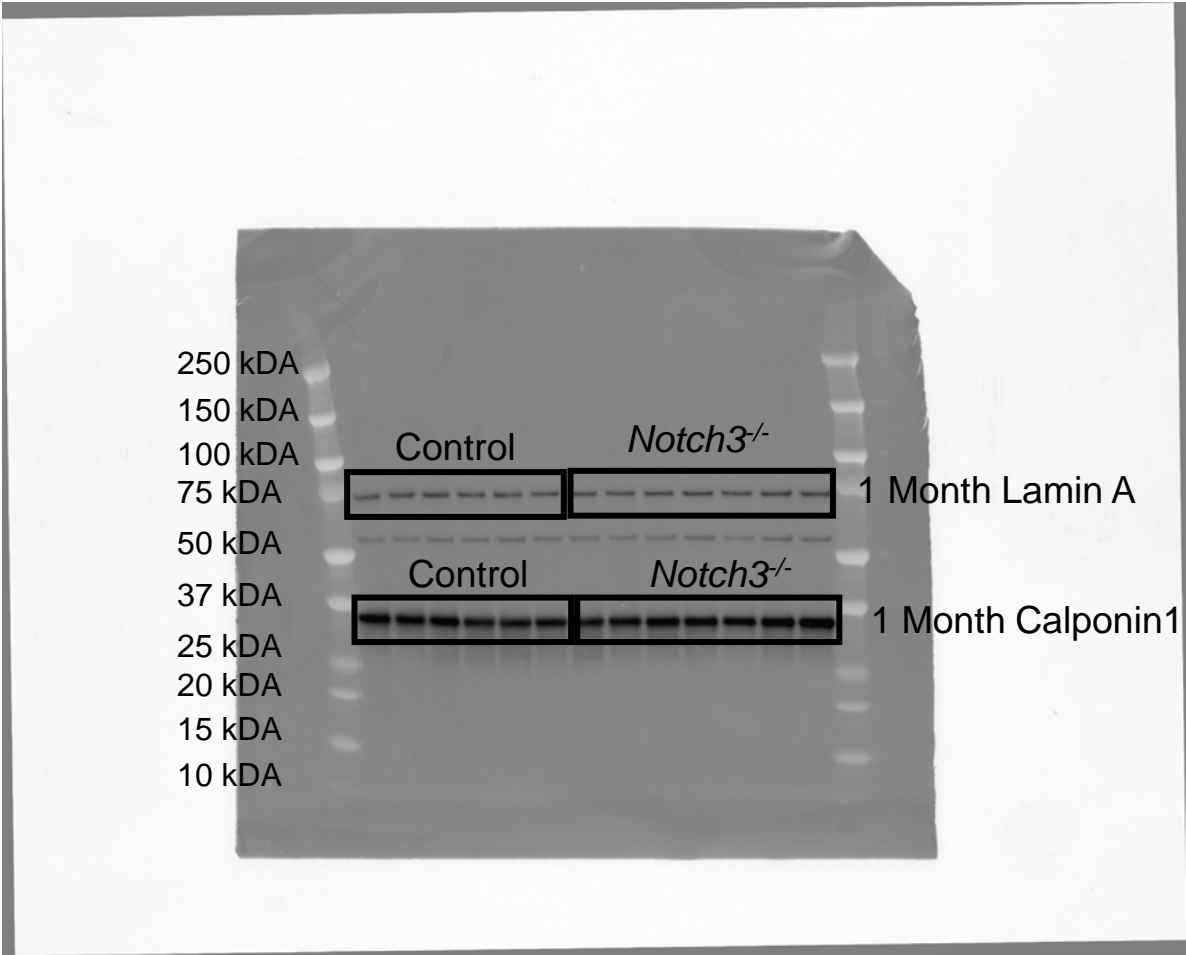 250 kDA
150 kDA
100 kDA
75 kDA
50 kDA
37 kDA
25 kDA
20 kDA
15 kDA
10 kDA
Control
Notch3-/-
1 Month Lamin A
Control
Notch3-/-
1 Month Calponin1